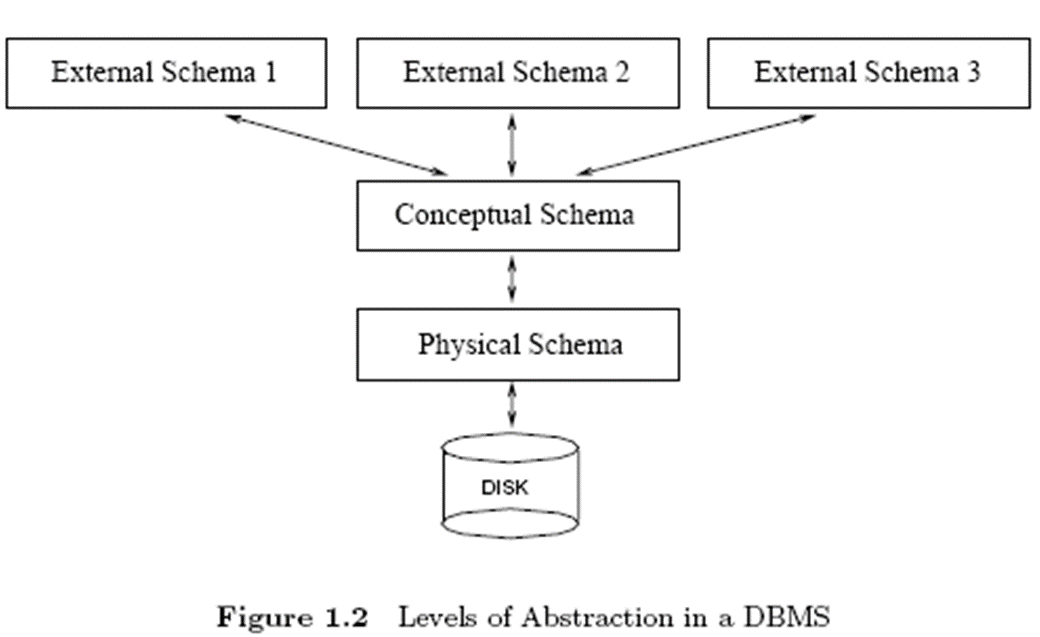 External Schema 1
External Schema 2
External Schema 3
Conceptual Schema
Physical Schema
DISK
Figure 1.2 Levels of Abstraction in a DBMS